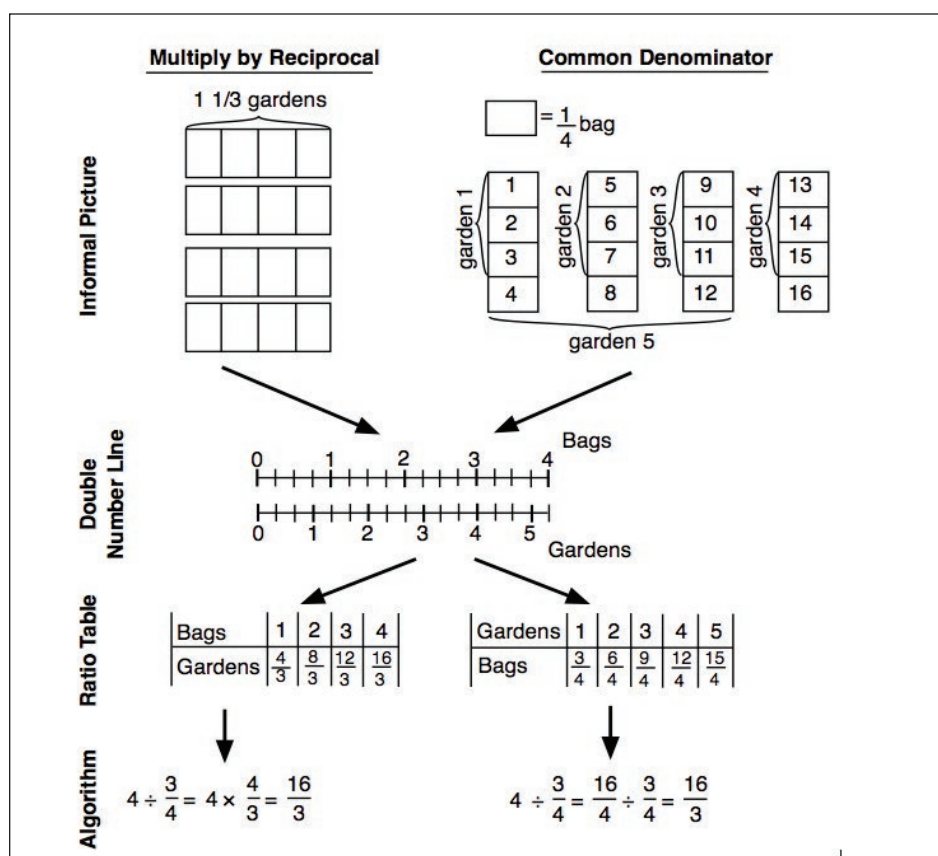 Multiply by Reciprocal
Common Denominator
Informal Picture
1 1/3 gardens
= 1/4 bag
garden 1
1
2
3
4
garden 2
5
6
7
8
garden 3
9
10
11
12
garden 4
13
14
15
16
garden 5
Double
Number LIne
Bags
0 1 2 3 4
0 1 2 3 4 5
Gardens
Ratio Table
Bags 1 2 3 4
Gardens 4/3 8/3 12/3 16/3
Gardens 1 2 3 4 5
Bags 3/4 6/4 9/4 12/4 15/4
Algorithm
4 ÷ 3/4 = 4 × 4/3 = 16/3
4 ÷ 3/4 = 16/4 ÷ 3/4 = 16/3